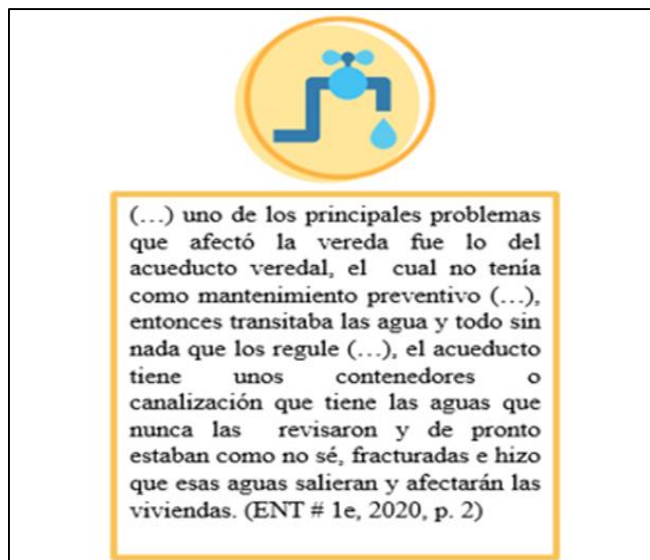 (…) uno de los principales problemas
que afectó la vereda fue lo del
acueducto veredal, el cual no tenía
como mantenimiento preventivo (…),
entonces transitaba las agua y todo sin
nada que los regule (…), el acueducto
tiene unos contenedores o
canalización que tiene las aguas que
nunca las revisaron y de pronto
estaban como no sé, fracturadas e hizo
que esas aguas salieran y afectarán las
viviendas. (ENT # 1e, 2020, p. 2)